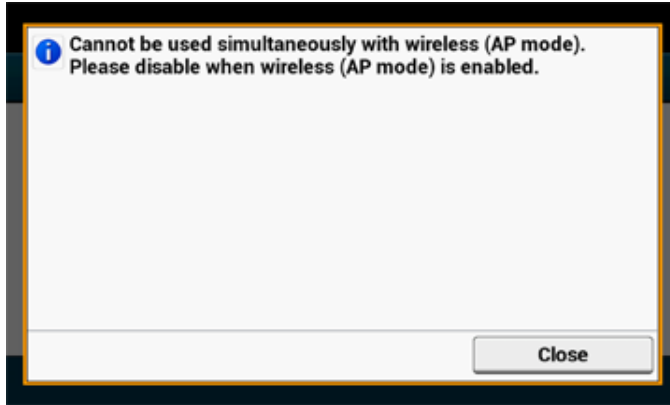 Cannot be used simultaneously with wireless (AP mode).
Please disable when wireless (AP mode) is enabled.
Close